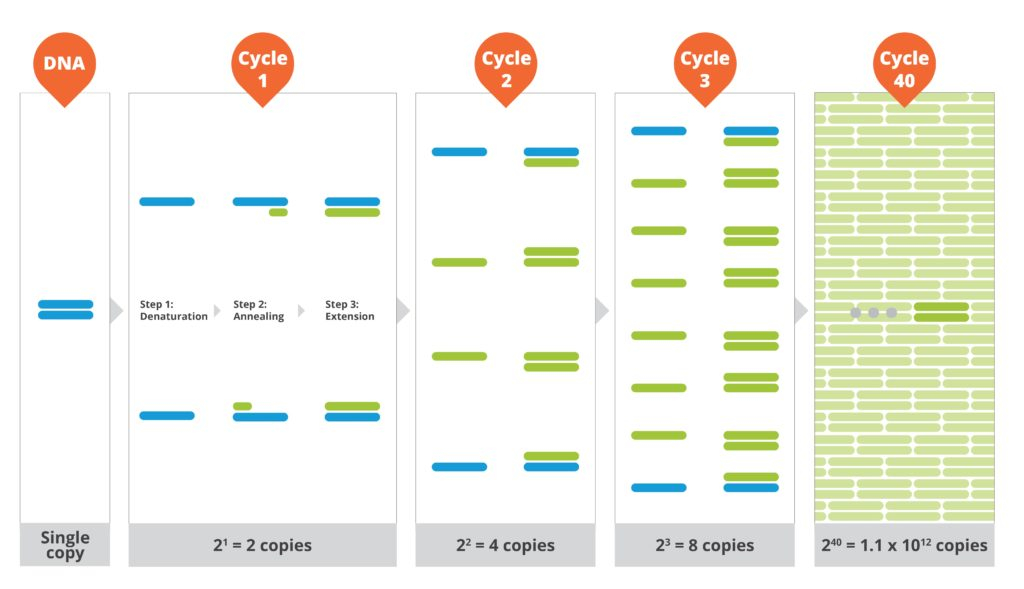 DNA
Cycle
1
Cycle
2
Cycle
3
Cycle
40
Step 1:
Denaturation
Step 2:
Annealing
Step 3:
Extension
Single
copy
2¹ = 2 copies
2² = 4 copies
2³ = 8 copies
2⁴⁰ = 1.1 x 10¹² copies